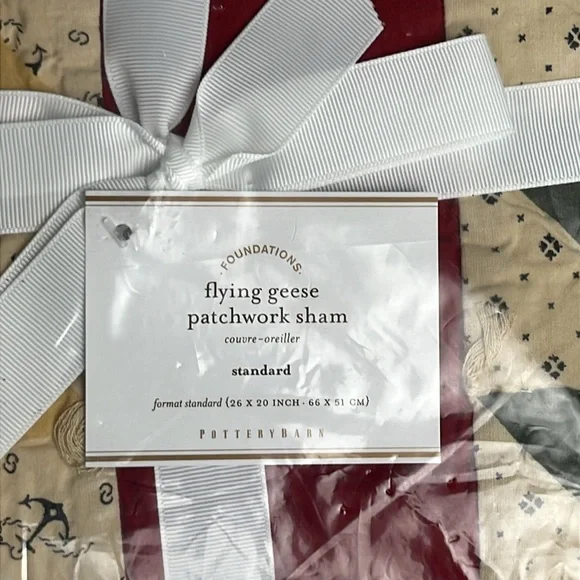 ·FOUNDATIONS·
flying geese
patchwork sham
couvre-oreiller
standard
format standard (26 X 20 INCH · 66 X 51 CM)
POTTERYBARN